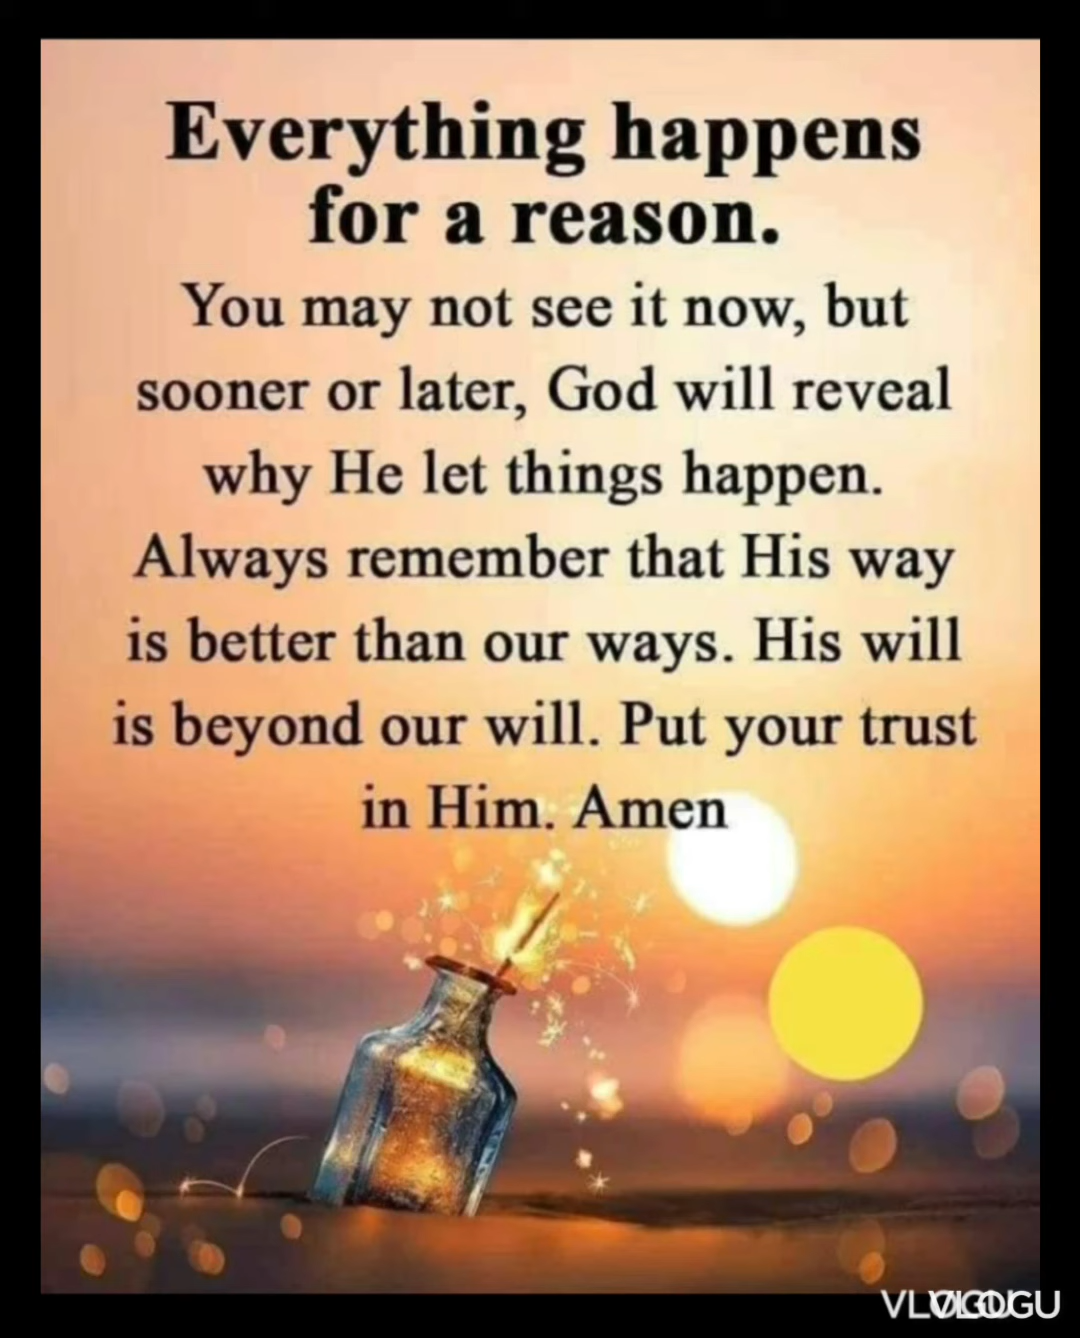 Everything happens
for a reason.
You may not see it now, but
sooner or later, God will reveal
why He let things happen.
Always remember that His way
is better than our ways. His will
is beyond our will. Put your trust
in Him. Amen
VLOGU
VLOGU